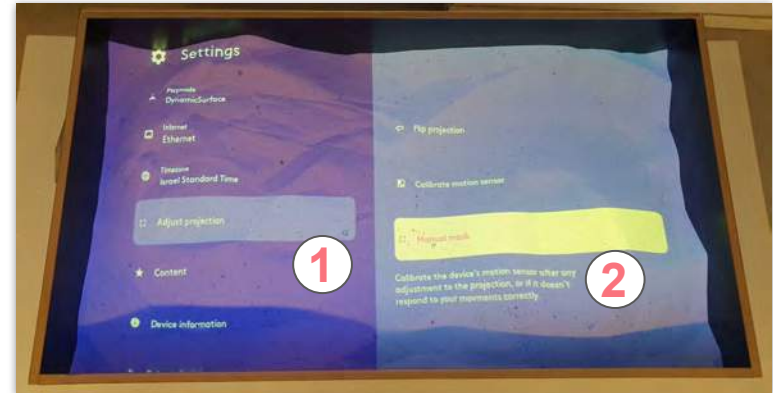 Settings
Playmode
DynamicSurface
Internet
Ethernet
Timezone
Israel Standard Time
Adjust projection
Content
Device information
1
Flip projection
Calibrate motion sensor
Manual mask
Calibrate the device's motion sensor after any
adjustment to the projection, or if it doesn't
respond to your movments correctly.
2